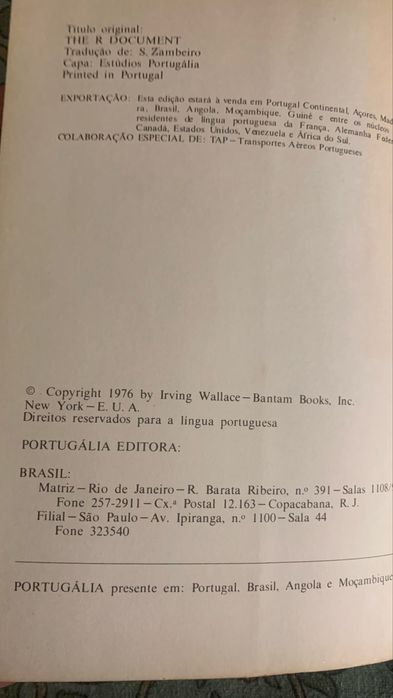 Título original:
THE R DOCUMENT
Tradução de: S. Zambeiro
Capa: Estúdios Portugália
Printed in Portugal
EXPORTAÇÃO: Esta edição estará à venda em Portugal Continental, Açores, Mad
ra, Brasil, Angola, Moçambique, Guiné e entre os núcleos
residentes de língua portuguesa da França, Alemanha Feder
Canadá, Estados Unidos, Venezuela e África do Sul.
COLABORAÇÃO ESPECIAL DE: TAP – Transportes Aéreos Portugueses
© Copyright 1976 by Irving Wallace – Bantam Books, Inc.
New York – E. U. A.
Direitos reservados para a língua portuguesa
PORTUGÁLIA EDITORA:
BRASIL:
Matriz – Rio de Janeiro – R. Barata Ribeiro, n.º 391 – Salas 1108/
Fone 257-2911 – Cx.ª Postal 12.163 – Copacabana, R. J.
Filial – São Paulo – Av. Ipiranga, n.º 1100 – Sala 44
Fone 323540
PORTUGÁLIA presente em: Portugal, Brasil, Angola e Moçambique